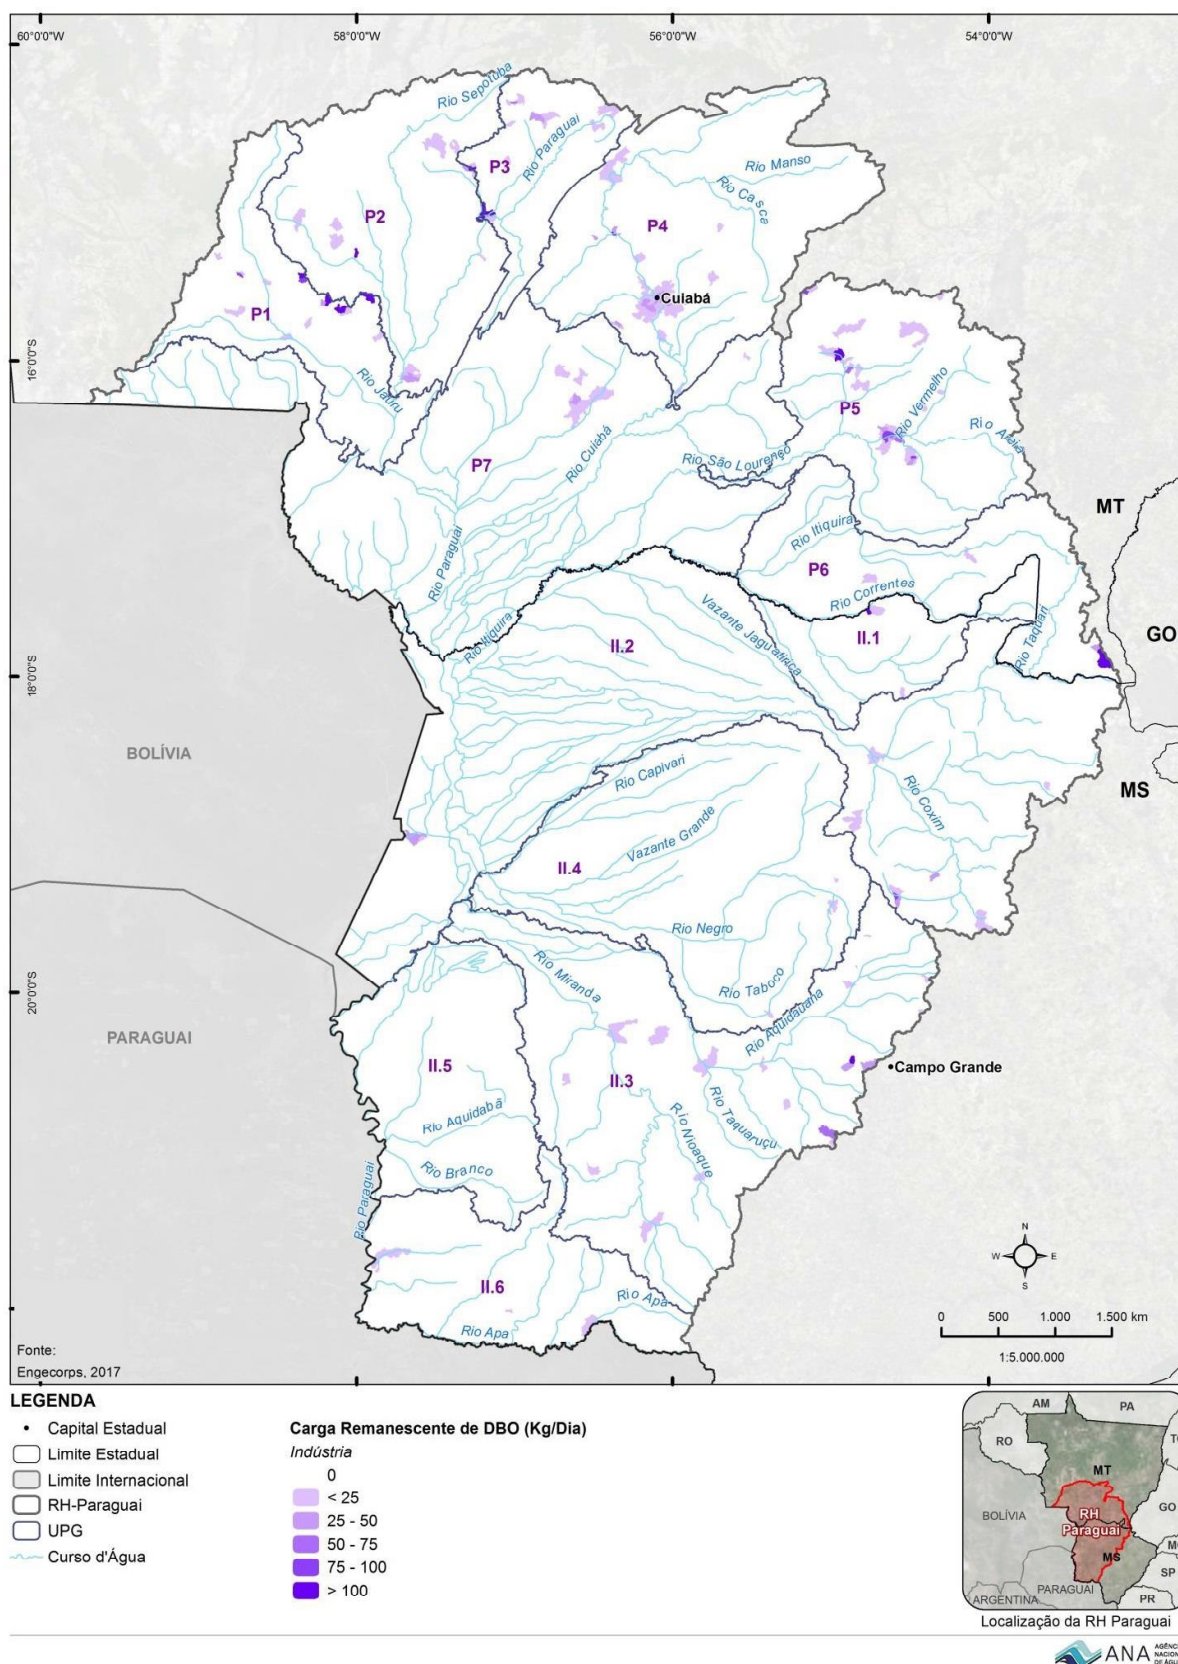 60°0'0"W
58°0'0"W
56°0'0"W
54°0'0"W
Rio Sepotuba
P3
Rio Paraguai
Rio Manso
Rio Casca
P2
P4
Cuiabá
P1
16°0'0"S
Rio Jauru
P5
Rio Vermelho
P7
Rio Cuiabá
Rio São Lourenço
MT
Rio Paraguai
Rio Itiquira
P6
Rio Correntes
Rio Itiquira
II.2
Vazante Jaguatirica
II.1
Rio Taquari
GO
18°0'0"S
BOLÍVIA
Rio Capivari
Rio Coxim
MS
Vazante Grande
II.4
Rio Negro
Rio Miranda
Rio Taboco
20°0'0"S
PARAGUAI
Rio Aquidauana
Campo Grande
II.5
II.3
Rio Aquidabã
Rio Nioaque
Rio Taquaruçu
Rio Branco
Rio Paraguai
N
W
E
S
II.6
Rio Apa
Rio Apa
0 500 1.000 1.500 km
1:5.000.000
Fonte:
Engecorps, 2017
LEGENDA
Capital Estadual
Limite Estadual
Limite Internacional
RH-Paraguai
UPG
Curso d'Água
Carga Remanescente de DBO (Kg/Dia)
Indústria
0
< 25
25 - 50
50 - 75
75 - 100
> 100
AM
PA
RO
MT
GO
BOLÍVIA
RH
Paraguai
MS
SP
PARAGUAI
ARGENTINA
PR
Localização da RH Paraguai
ANA